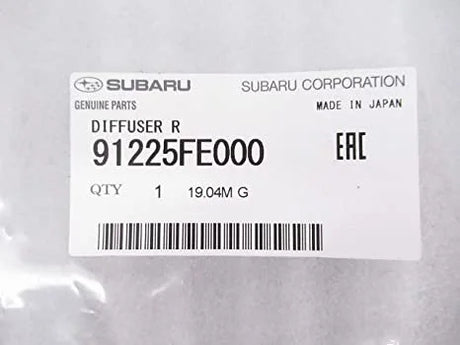 SUBARU SUBARU CORPORATION
GENUINE PARTS MADE IN JAPAN
DIFFUSER R
91225FE000 EAC
QTY 1 19.04M G